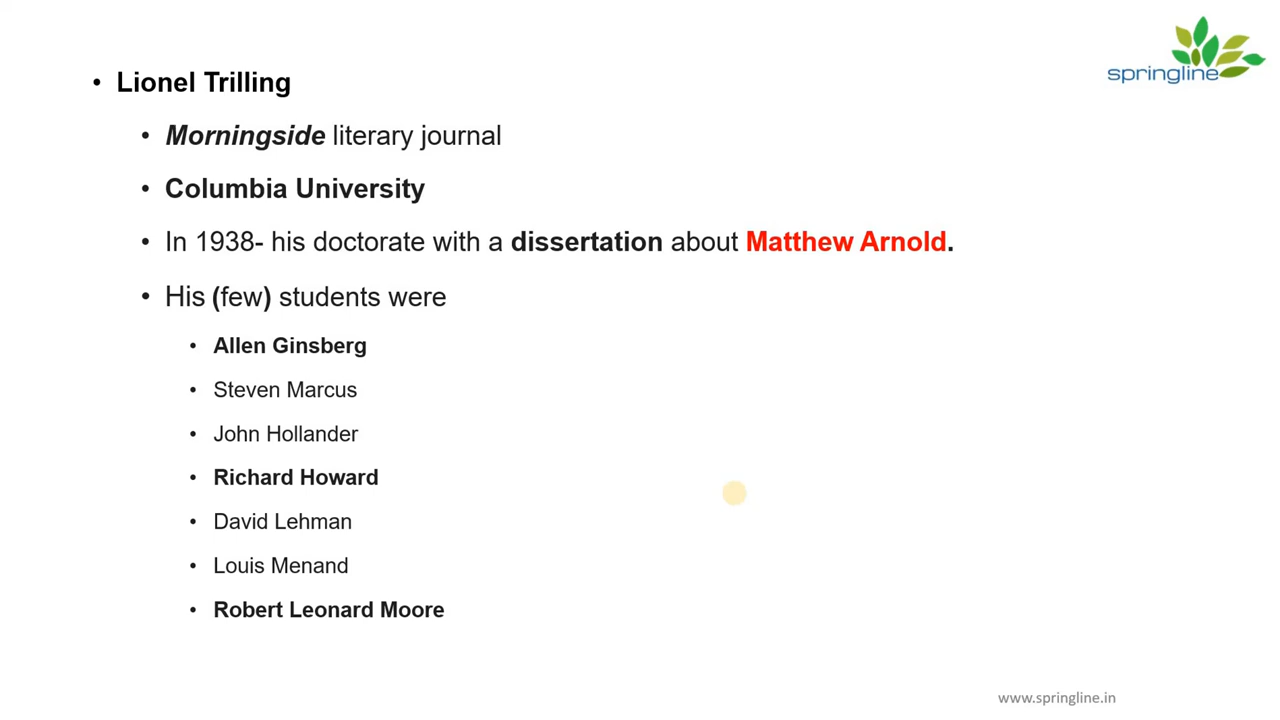 springline
• Lionel Trilling
• Morningside literary journal
• Columbia University
• In 1938- his doctorate with a dissertation about Matthew Arnold.
• His (few) students were
• Allen Ginsberg
• Steven Marcus
• John Hollander
• Richard Howard
• David Lehman
• Louis Menand
• Robert Leonard Moore
www.springline.in